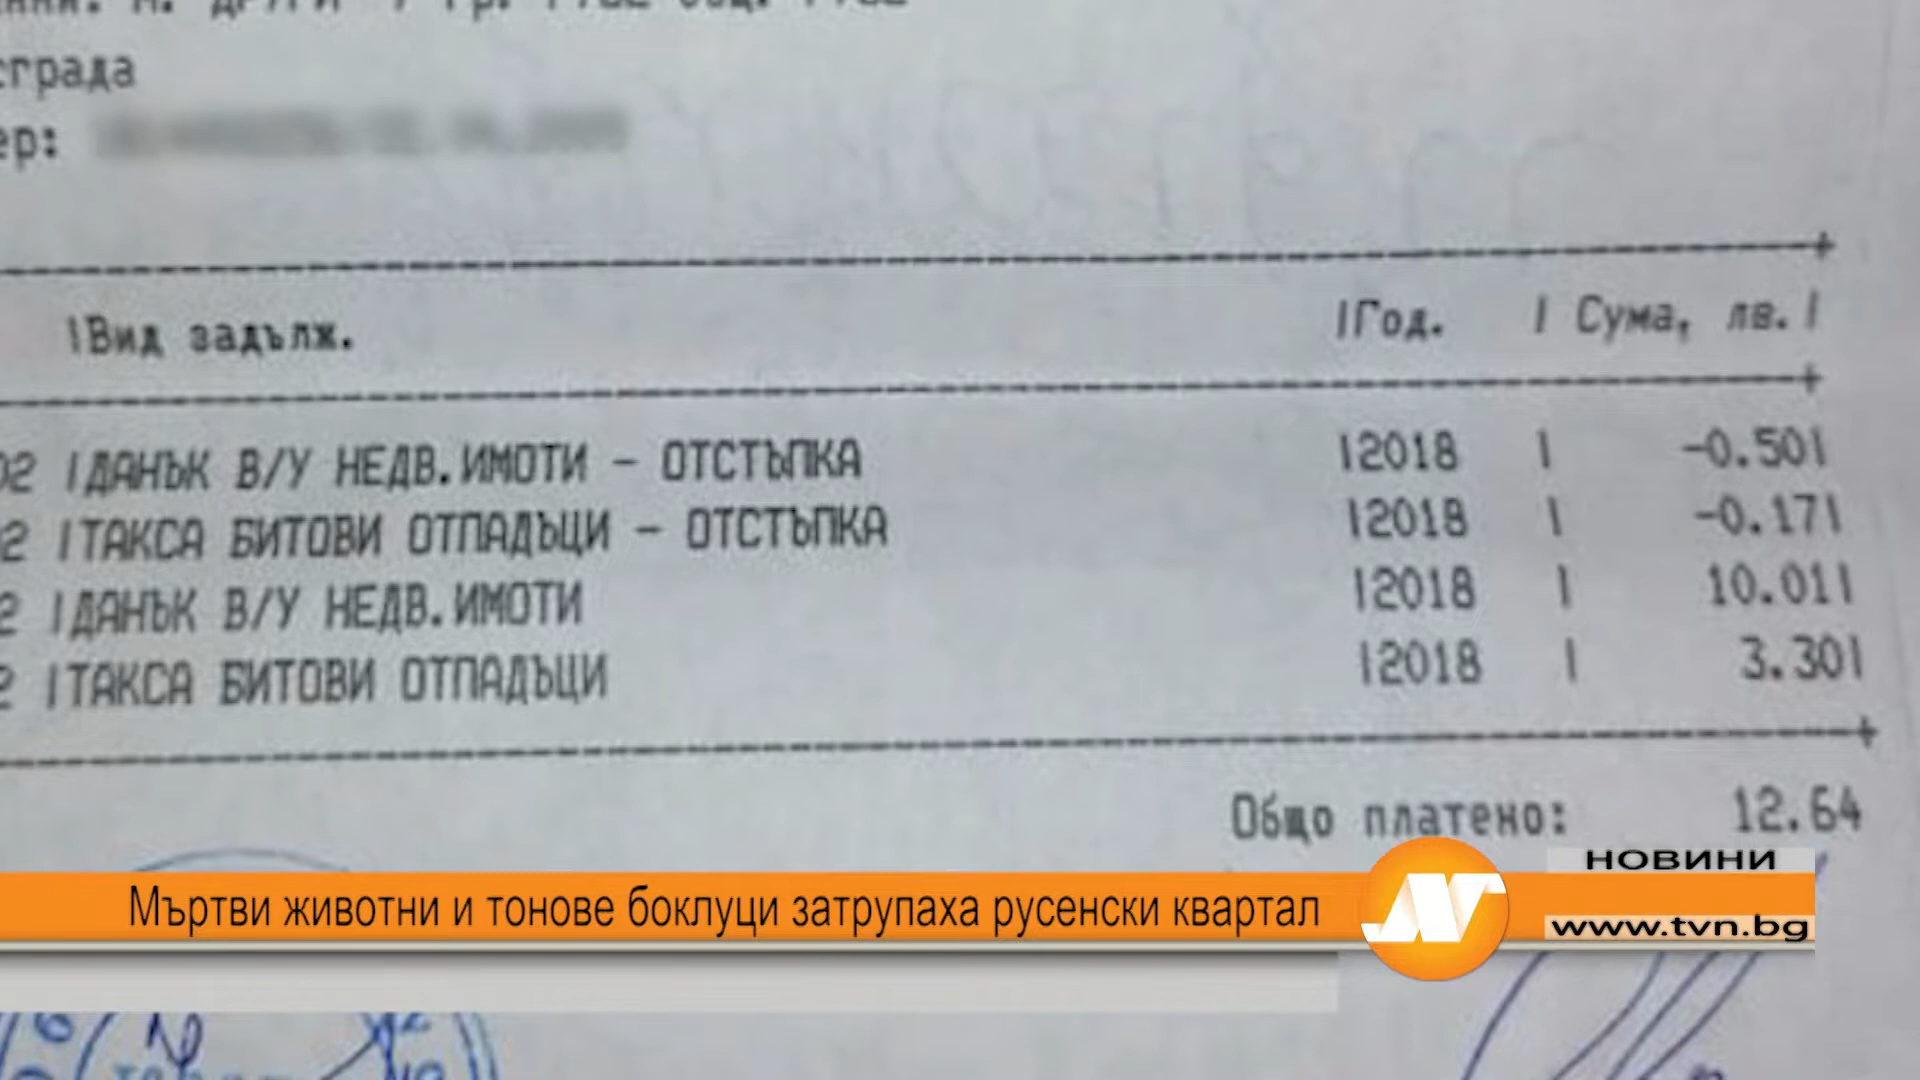 сграда
ер:
|Вид задълж. |Год. | Сума, лв.|
02 |ДАНЪК В/У НЕДВ.ИМОТИ - ОТСТЪПКА |2018 | -0.50|
02 |ТАКСА БИТОВИ ОТПАДЪЦИ - ОТСТЪПКА |2018 | -0.17|
2 |ДАНЪК В/У НЕДВ.ИМОТИ |2018 | 10.01|
2 |ТАКСА БИТОВИ ОТПАДЪЦИ |2018 | 3.30|
Общо платено: 12.64
НОВИНИ
Мъртви животни и тонове боклуци затрупаха русенски квартал
www.tvn.bg